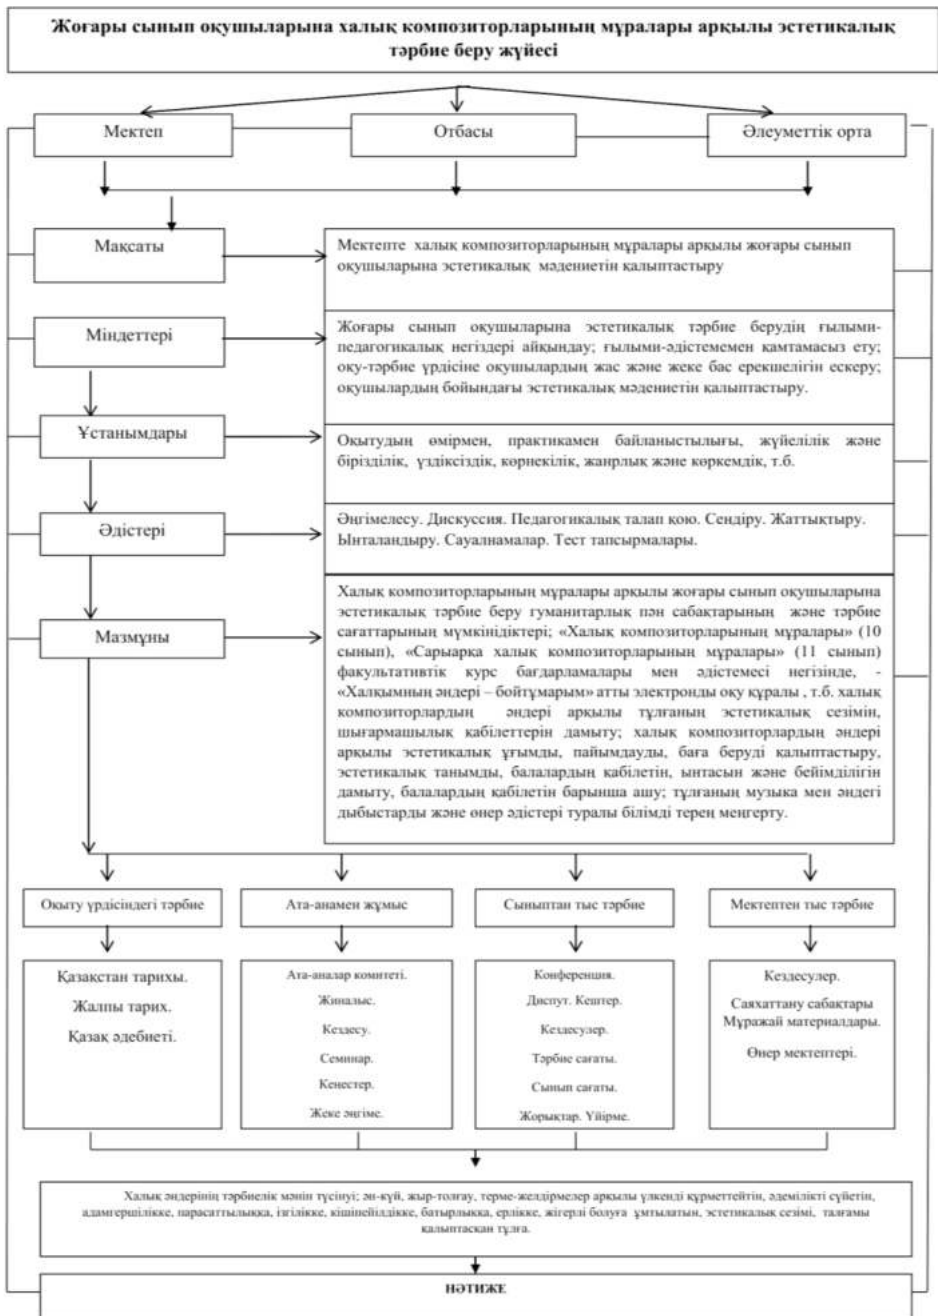 Жоғары сынып оқушыларына халық композиторларының мұралары арқылы эстетикалық
тәрбие беру жүйесі
Мектеп
Отбасы
Әлеуметтік орта
Мақсаты
Мектепте халық композиторларының мұралары арқылы жоғары сынып
оқушыларына эстетикалық мәдениетін қалыптастыру
Міндеттері
Жоғары сынып оқушыларына эстетикалық тәрбие берудің ғылыми-
педагогикалық негіздері айқындау; ғылыми-әдістемемен қамтамасыз ету;
оқу-тәрбие үрдісіне оқушылардың жас және жеке бас ерекшелігін ескеру;
оқушылардың бойындағы эстетикалық мәдениетін қалыптастыру.
Ұстанымдары
Оқытудың өмірмен, практикамен байланыстылығы, жүйелілік және
бірізділік, үздіксіздік, көрнекілік, жанрлық және көркемдік, т.б.
Әдістері
Әңгімелесу. Дискуссия. Педагогикалық талап қою. Сендіру. Жаттықтыру.
Ынталандыру. Сауалнамалар. Тест тапсырмалары.
Мазмұны
Халық композиторларының мұралары арқылы жоғары сынып оқушыларына
эстетикалық тәрбие беру гуманитарлық пән сабақтарының және тәрбие
сағаттарының мүмкінідіктері; «Халық композиторларының мұралары» (10
сынып), «Сарыарқа халық композиторларының мұралары» (11 сынып)
факультативтік курс бағдарламалары мен әдістемесі негізінде, -
«Халқымның әндері – бойтұмарым» атты электронды оқу құралы , т.б. халық
композиторлардың әндері арқылы тұлғаның эстетикалық сезімін,
шығармашылық қабілеттерін дамыту; халық композиторлардың әндері
арқылы эстетикалық ұғымды, пайымдауды, баға беруді қалыптастыру,
эстетикалық танымды, балалардың қабілетін, ынтасын және бейімділігін
дамыту, балалардың қабілетін барынша ашу; тұлғаның музыка мен әндегі
дыбыстарды және өнер әдістері туралы білімді терең меңгерту.
Оқыту үрдісіндегі тәрбие
Ата-анамен жұмыс
Сыныптан тыс тәрбие
Мектептен тыс тәрбие
Қазақстан тарихы.
Жалпы тарих.
Қазақ әдебиеті.
Ата-аналар комитеті.
Жиналыс.
Кездесу.
Семинар.
Кеңестер.
Жеке әңгіме.
Конференция.
Диспут. Кештер.
Кездесулер.
Тәрбие сағаты.
Сынып сағаты.
Жорықтар. Үйірме.
Кездесулер.
Саяхаттану сабақтары
Мұражай материалдары.
Өнер мектептері.
Халық әндерінің тәрбиелік мәнін түсінуі; ән-күй, жыр-толғау, терме-желдірмелер арқылы үлкенді құрметтейтін, әдемілікті сүйетін,
адамгершілікке, парасаттылыққа, ізгілікке, кішіпейілдікке, батырлыққа, ерлікке, жігерлі болуға ұмтылатын, эстетикалық сезімі, талғамы
қалыптасқан тұлға.
НӘТИЖЕ